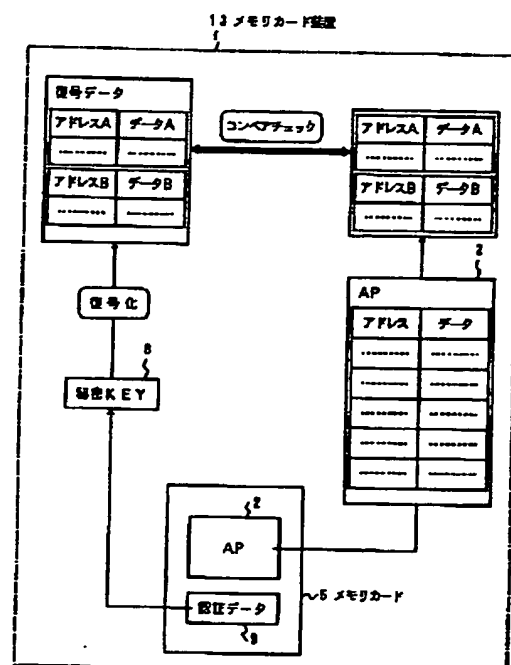 13 メモリカード装置
復号データ
アドレスA データA
アドレスB データB
コンペアチェック
アドレスA データA
アドレスB データB
2
AP
アドレス データ
復号化
8
秘密KEY
2
AP
認証データ
9
5 メモリカード